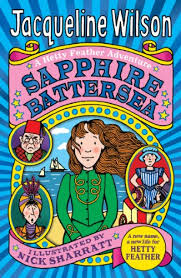 Jacqueline Wilson
A Hetty Feather Adventure
SAPPHIRE
BATTERSEA
A new name,
a new life for
HETTY
FEATHER
ILLUSTRATED BY
NICK SHARRATT